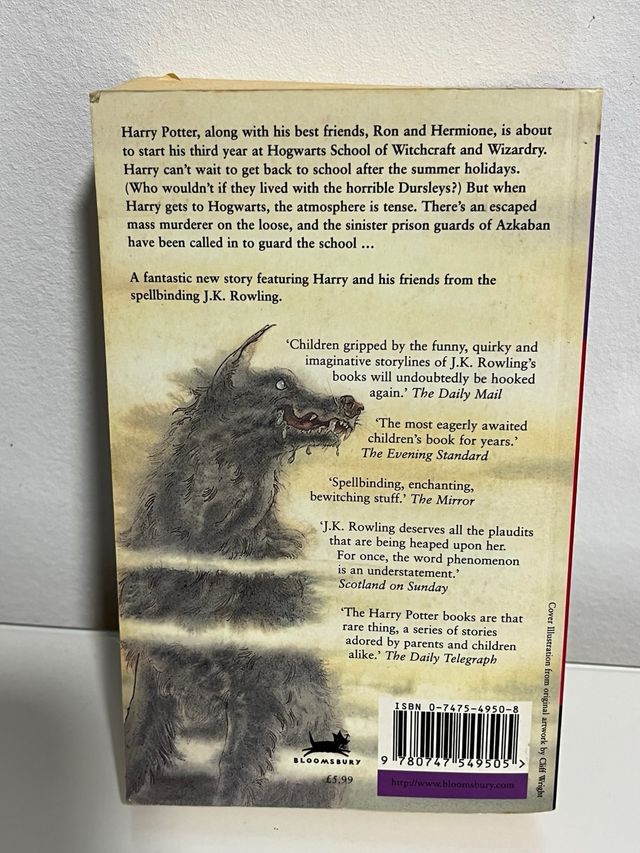 Harry Potter, along with his best friends, Ron and Hermione, is about
to start his third year at Hogwarts School of Witchcraft and Wizardry.
Harry can't wait to get back to school after the summer holidays.
(Who wouldn't if they lived with the horrible Dursleys?) But when
Harry gets to Hogwarts, the atmosphere is tense. There's an escaped
mass murderer on the loose, and the sinister prison guards of Azkaban
have been called in to guard the school ...
A fantastic new story featuring Harry and his friends from the
spellbinding J.K. Rowling.
‘Children gripped by the funny, quirky and
imaginative storylines of J.K. Rowling's
books will undoubtedly be hooked
again.’ The Daily Mail
‘The most eagerly awaited
children's book for years.’
The Evening Standard
‘Spellbinding, enchanting,
bewitching stuff.’ The Mirror
‘J.K. Rowling deserves all the plaudits
that are being heaped upon her.
For once, the word phenomenon
is an understatement.’
Scotland on Sunday
‘The Harry Potter books are that
rare thing, a series of stories
adored by parents and children
alike.’ The Daily Telegraph
Cover Illustration from original artwork by Cliff Wright
ISBN 0-7475-4950-8
9 780747 549505 >
http://www.bloomsbury.com
BLOOMSBURY
£5.99